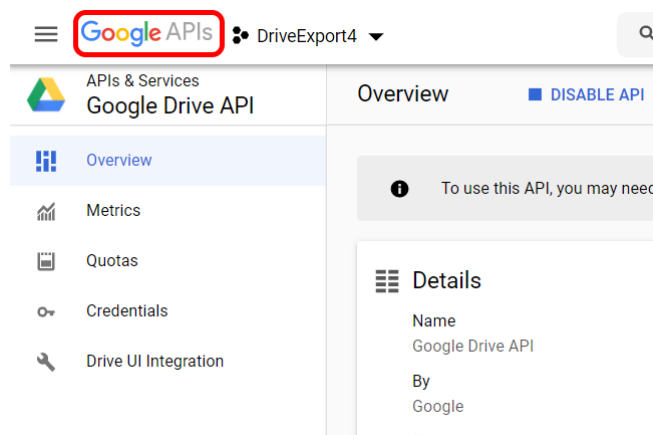 Google APIs DriveExport4
APIs & Services
Google Drive API
Overview DISABLE API
Overview
Metrics
Quotas
Credentials
Drive UI Integration
To use this API, you may need
Details
Name
Google Drive API
By
Google